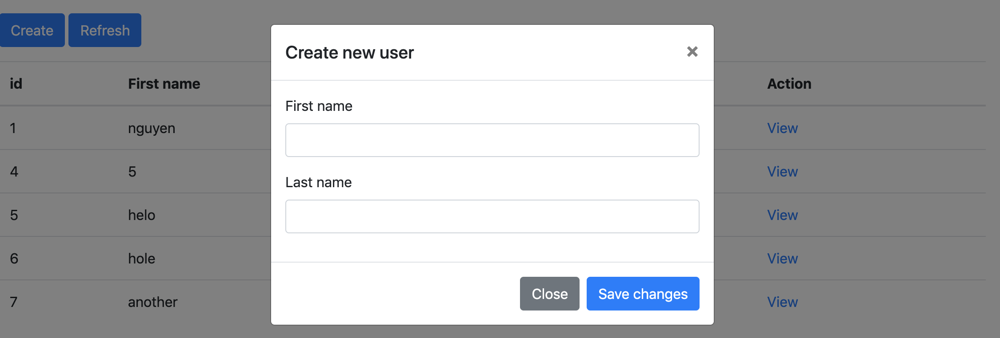 Create Refresh
Create new user ×
id First name Action
First name
1 nguyen View
4 5 View
Last name
5 helo View
6 hole View
Close Save changes
7 another View